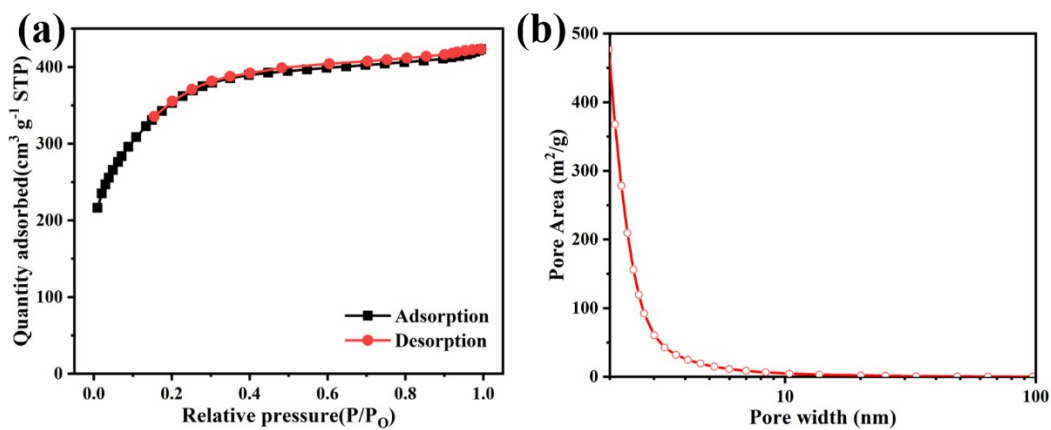 (a)
Quantity adsorbed(cm³ g⁻¹ STP)
400
300
200
100
0
0.0 0.2 0.4 0.6 0.8 1.0
Relative pressure(P/P_O)
Adsorption
Desorption
(b)
Pore Area (m²/g)
500
400
300
200
100
0
10 100
Pore width (nm)